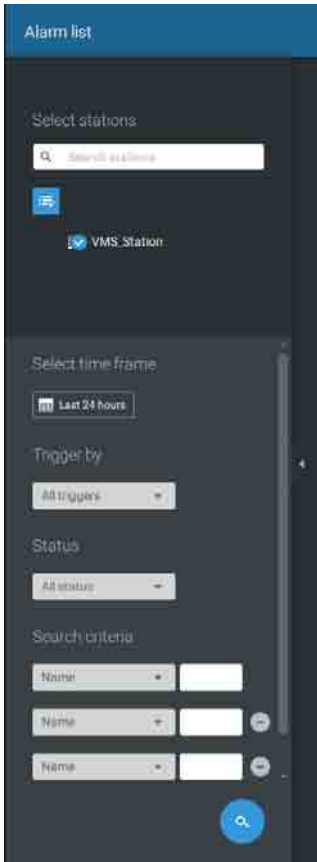 Alarm list
Select stations
Search stations
VMS_Station
Select time frame
Last 24 hours
Trigger by
All triggers
Status
All status
Search criteria
Name
Name
Name